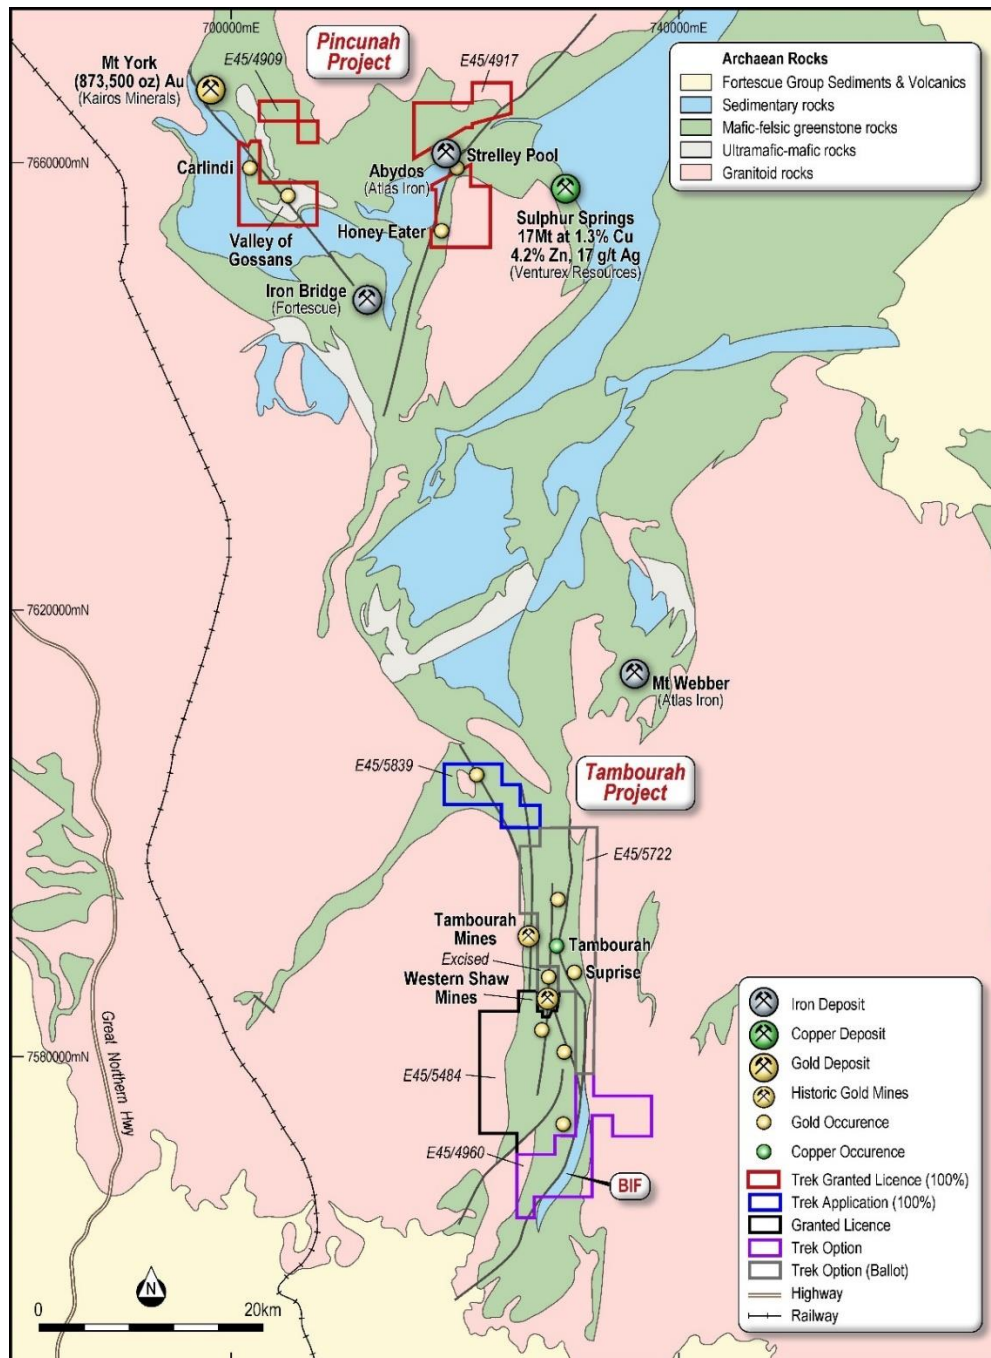 700000mE
740000mE
Pincunah
Project
E45/4909
E45/4917
Mt York
(873,500 oz) Au
(Kairos Minerals)
Archaean Rocks
Fortescue Group Sediments & Volcanics
Sedimentary rocks
Mafic-felsic greenstone rocks
Ultramafic-mafic rocks
Granitoid rocks
7660000mN
Carlindi
Abydos
(Atlas Iron)
Strelley Pool
Valley of
Gossans
Honey Eater
Sulphur Springs
17Mt at 1.3% Cu
4.2% Zn, 17 g/t Ag
(Venturex Resources)
Iron Bridge
(Fortescue)
7620000mN
Mt Webber
(Atlas Iron)
E45/5839
Tambourah
Project
E45/5722
Tambourah
Mines
Tambourah
Excised
Suprise
Western Shaw
Mines
Great Northern Hwy
7580000mN
E45/5484
E45/4960
BIF
Iron Deposit
Copper Deposit
Gold Deposit
Historic Gold Mines
Gold Occurence
Copper Occurence
Trek Granted Licence (100%)
Trek Application (100%)
Granted Licence
Trek Option
Trek Option (Ballot)
Highway
Railway
N
0
20km